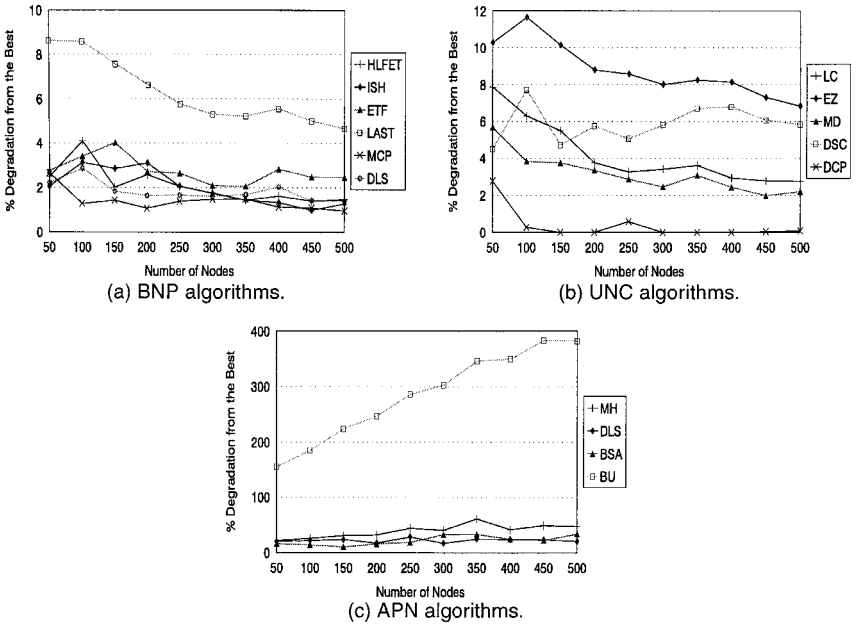 % Degradation from the Best
10
8
6
4
2
0
50 100 150 200 250 300 350 400 450 500
Number of Nodes
HLFET
ISH
ETF
LAST
MCP
DLS
(a) BNP algorithms.
% Degradation from the Best
12
10
8
6
4
2
0
50 100 150 200 250 300 350 400 450 500
Number of Nodes
LC
EZ
MD
DSC
DCP
(b) UNC algorithms.
% Degradation from the Best
400
300
200
100
0
50 100 150 200 250 300 350 400 450 500
Number of Nodes
MH
DLS
BSA
BU
(c) APN algorithms.